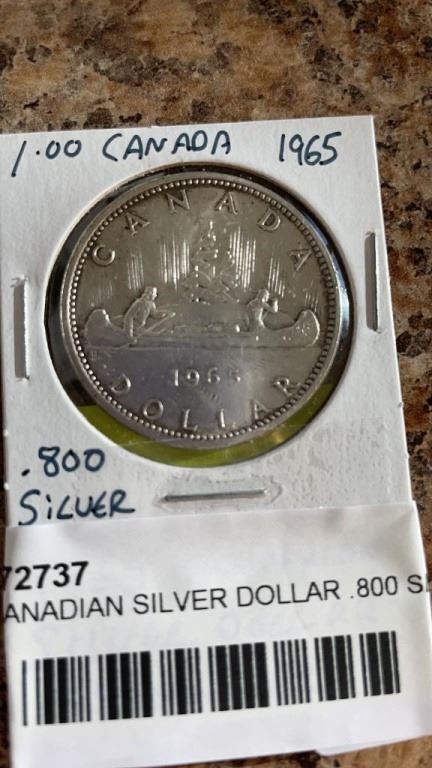 1.00 CANADA 1965
CANADA
1965
DOLLAR
.800
SILVER
72737
ANADIAN SILVER DOLLAR .800 S